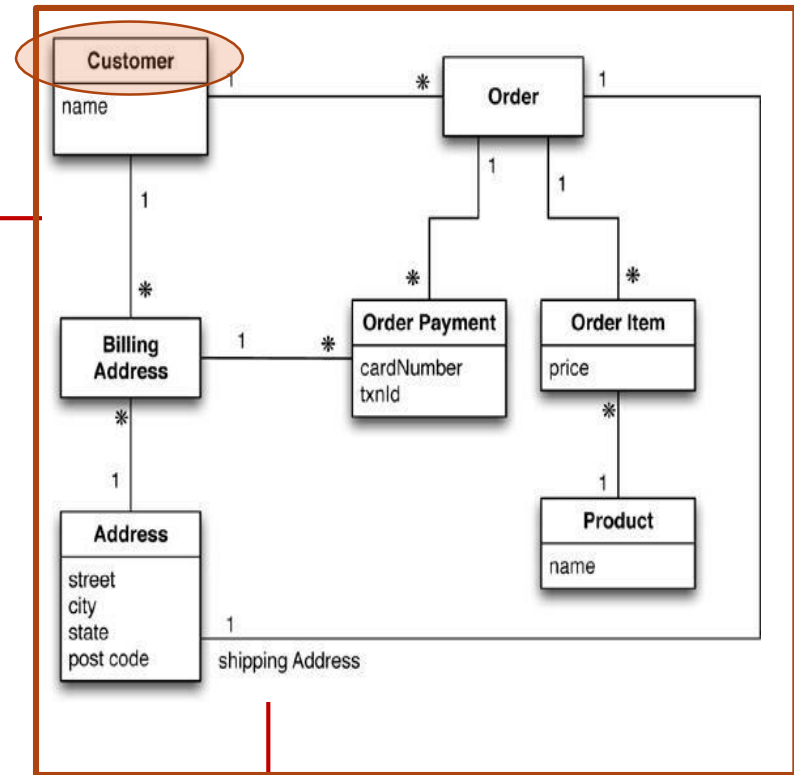 Customer
name
1
*
Order
1
1
*
1
*
1
*
Billing
Address
1
*
Order Payment
cardNumber
txnId
Order Item
price
*
1
*
1
Product
name
Address
street
city
state
post code
1
shipping Address